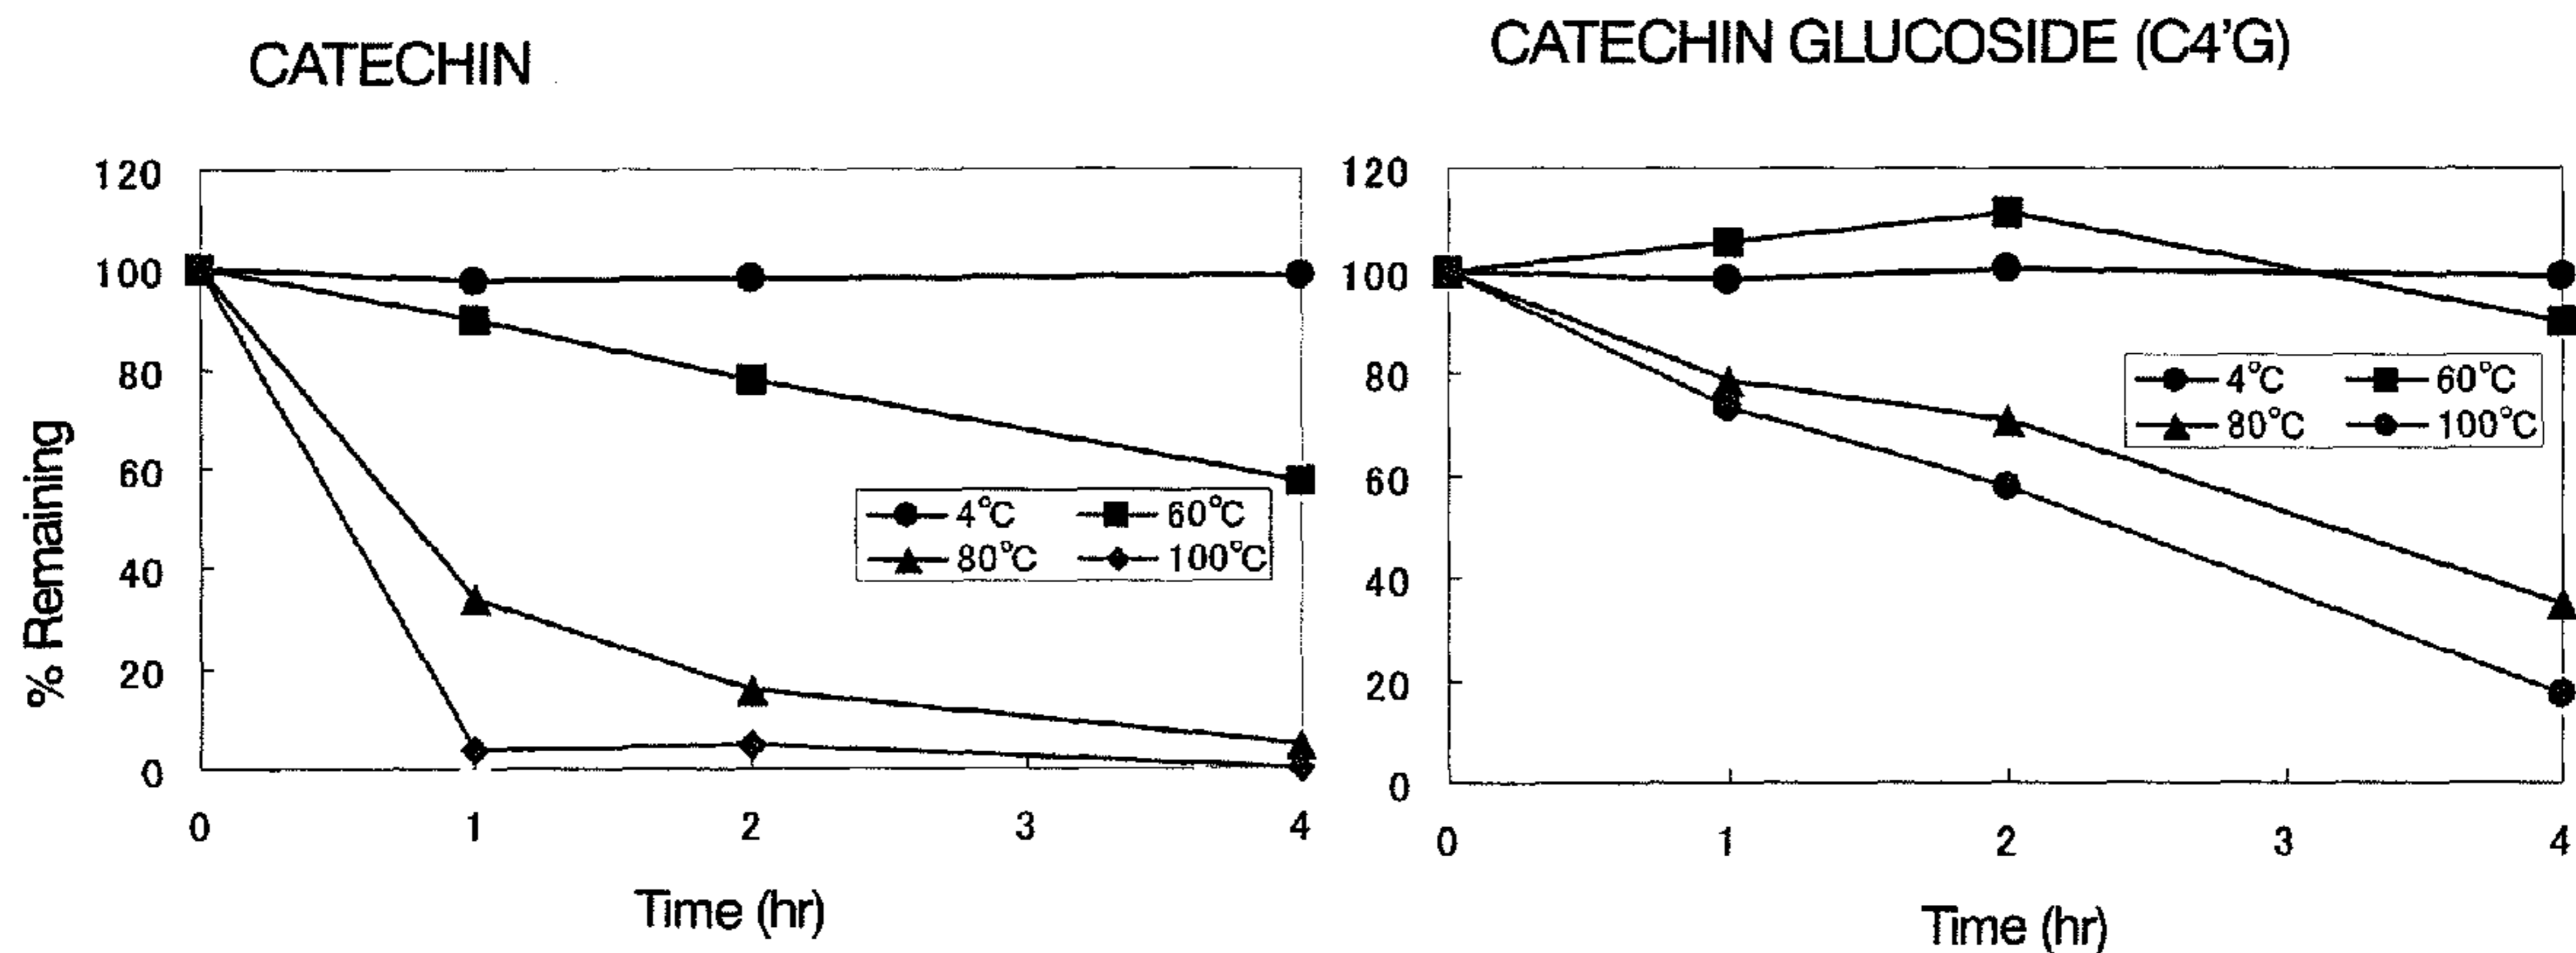 CATECHIN
120
100
80
60
40
20
0
% Remaining
4℃ 60℃
80℃ 100℃
0 1 2 3 4
Time (hr)
CATECHIN GLUCOSIDE (C4'G)
120
100
80
60
40
20
0
4℃ 60℃
80℃ 100℃
0 1 2 3 4
Time (hr)